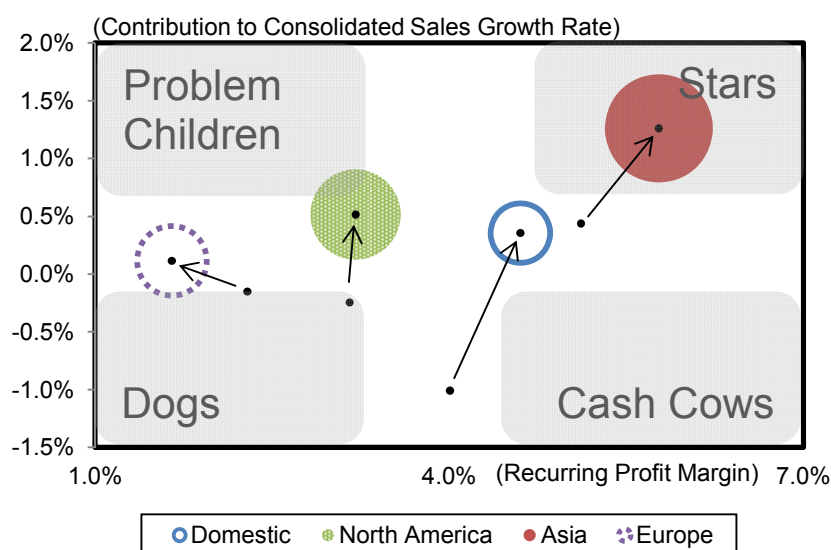 (Contribution to Consolidated Sales Growth Rate)
2.0%
1.5%
1.0%
0.5%
0.0%
-0.5%
-1.0%
-1.5%
Problem
Children
Stars
Dogs
Cash Cows
1.0%
4.0%
(Recurring Profit Margin)
7.0%
Domestic
North America
Asia
Europe